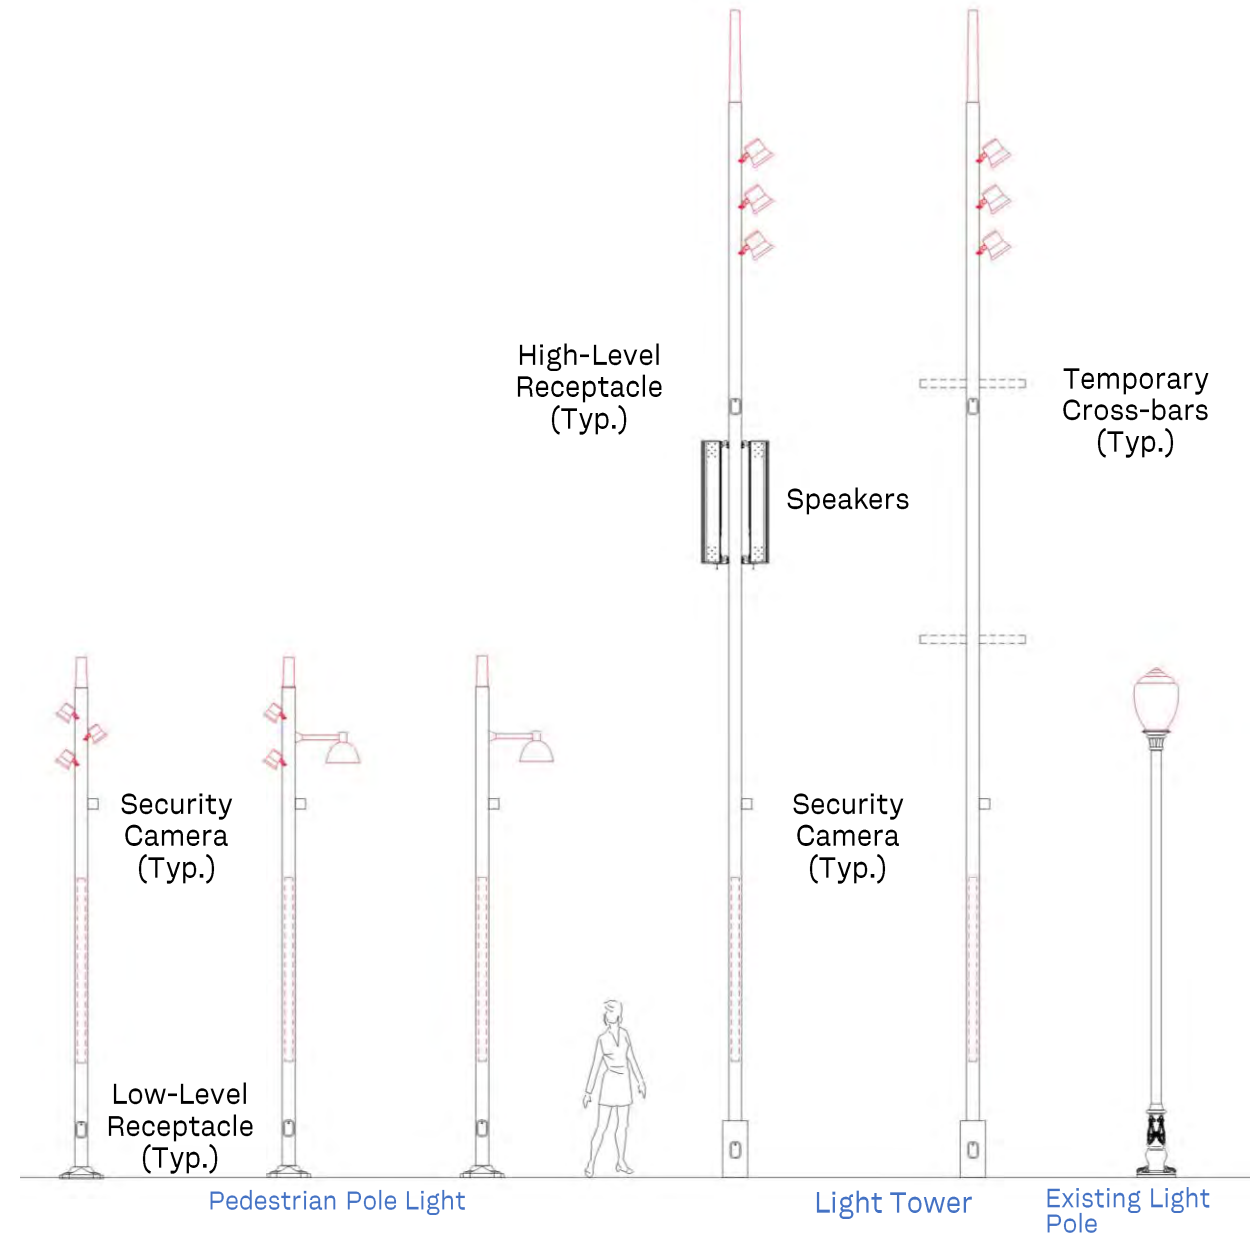 High-Level
Receptacle
(Typ.)
Temporary
Cross-bars
(Typ.)
Speakers
Security
Camera
(Typ.)
Security
Camera
(Typ.)
Low-Level
Receptacle
(Typ.)
Pedestrian Pole Light
Light Tower
Existing Light
Pole